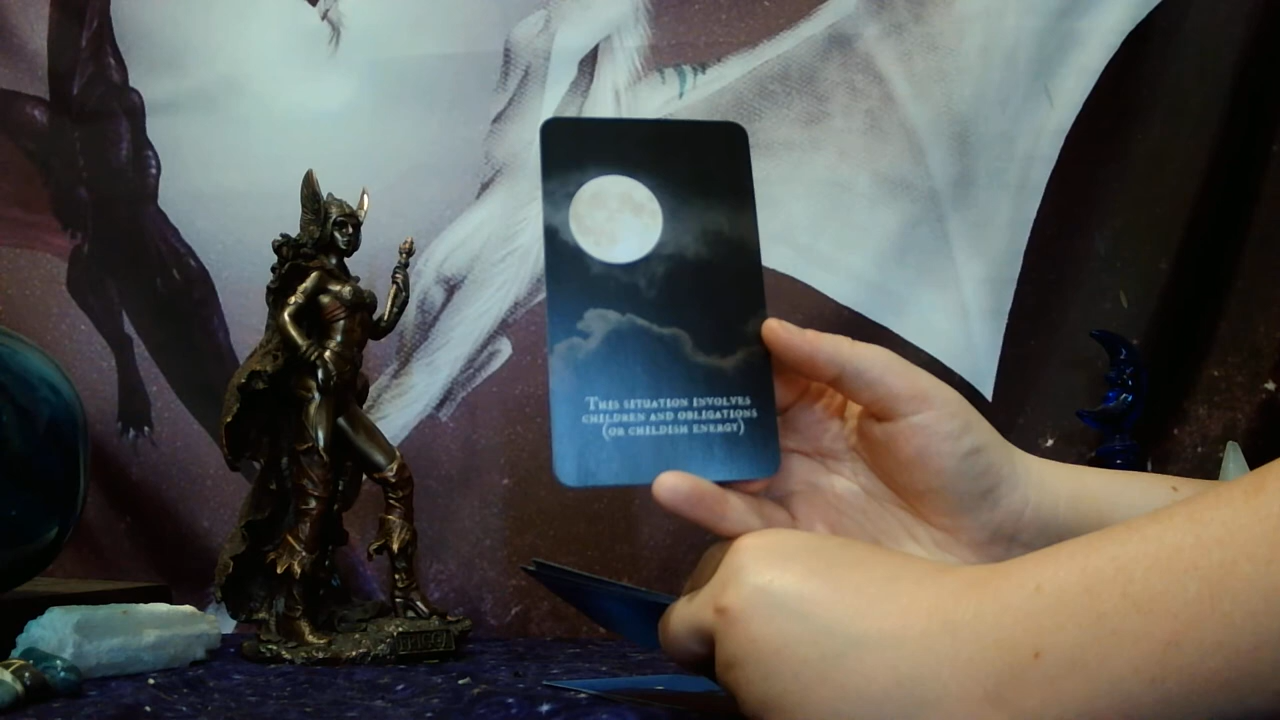 This situation involves
children and obligations
(or childish energy)